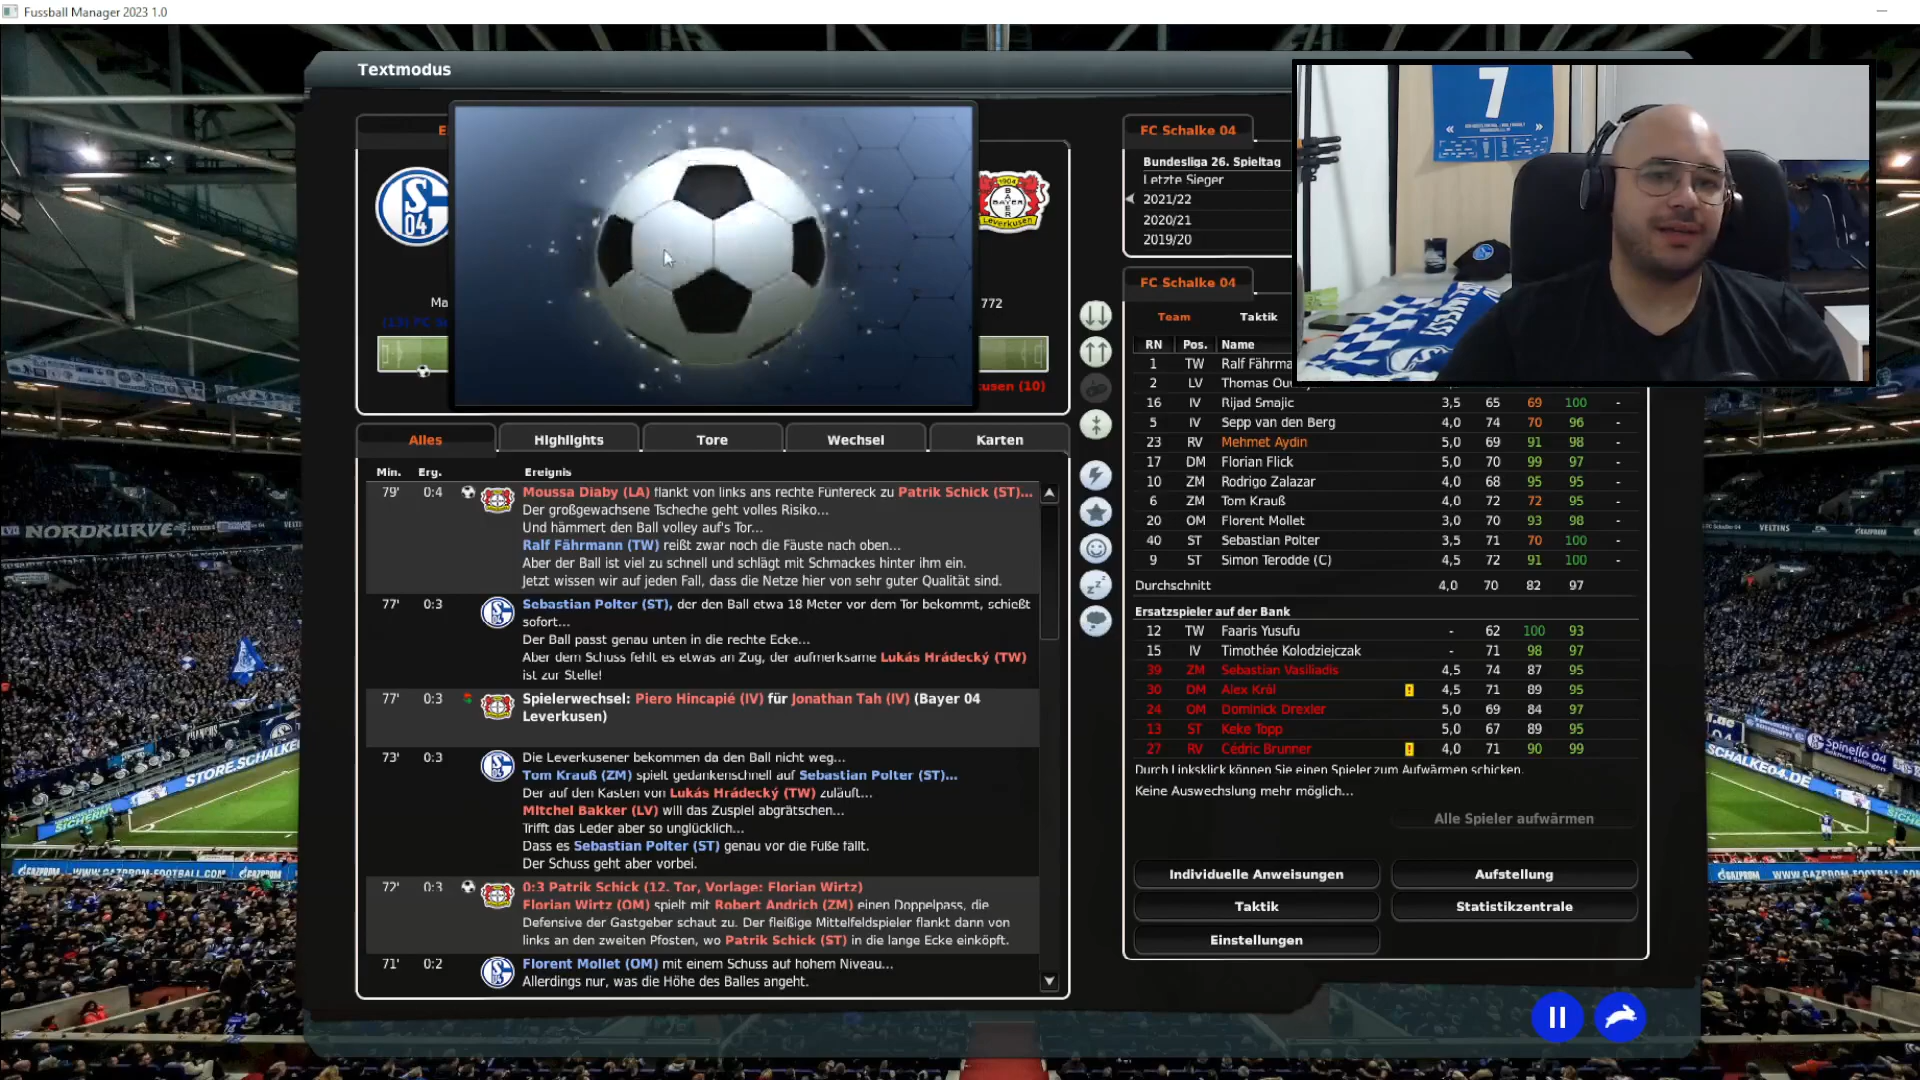 Fussball Manager 2023 1.0
Textmodus
7
E
Ma
772
(10)
FC Schalke 04
Bundesliga 26. Spieltag
Letzte Sieger
2021/22
2020/21
2019/20
FC Schalke 04
Team Taktik
RN Pos. Name
1 TW Ralf Fährma
2 LV Thomas Ou
16 IV Rijad Smajic 3,5 65 69 100 -
5 IV Sepp van den Berg 4,0 74 70 96 -
23 RV Mehmet Aydin 5,0 69 91 98 -
17 DM Florian Flick 5,0 70 99 97 -
10 ZM Rodrigo Zalazar 4,0 68 95 95 -
6 ZM Tom Krauß 4,0 72 72 95 -
20 OM Florent Mollet 3,0 70 93 98 -
40 ST Sebastian Polter 3,5 71 70 100 -
9 ST Simon Terodde (C) 4,5 72 91 100 -
Durchschnitt 4,0 70 82 97
Ersatzspieler auf der Bank
12 TW Faaris Yusufu - 62 100 93
15 IV Timothée Kolodziejczak - 71 98 97
39 ZM Sebastian Vasiliadis 4,5 74 87 95
30 DM Alex Král 4,5 71 89 95
24 OM Dominick Drexler 5,0 69 84 97
13 ST Keke Topp 5,0 67 89 95
27 RV Cédric Brunner 4,0 71 90 99
Durch Linksklick können Sie einen Spieler zum Aufwärmen schicken.
Keine Auswechslung mehr möglich...
Alle Spieler aufwärmen
Individuelle Anweisungen Aufstellung
Taktik Statistikzentrale
Einstellungen
Alles Highlights Tore Wechsel Karten
Min. Erg. Ereignis
79' 0:4 Moussa Diaby (LA) flankt von links ans rechte Fünfereck zu Patrik Schick (ST)...
Der großgewachsene Tscheche geht volles Risiko...
Und hämmert den Ball volley auf's Tor...
Ralf Fährmann (TW) reißt zwar noch die Fäuste nach oben...
Aber der Ball ist viel zu schnell und schlägt mit Schmackes hinter ihm ein.
Jetzt wissen wir auf jeden Fall, dass die Netze hier von sehr guter Qualität sind.
77' 0:3 Sebastian Polter (ST), der den Ball etwa 18 Meter vor dem Tor bekommt, schießt
sofort...
Der Ball passt genau unten in die rechte Ecke...
Aber dem Schuss fehlt es etwas an Zug, der aufmerksame Lukás Hrádecký (TW)
ist zur Stelle!
77' 0:3 Spielerwechsel: Piero Hincapié (IV) für Jonathan Tah (IV) (Bayer 04
Leverkusen)
73' 0:3 Die Leverkusener bekommen da den Ball nicht weg...
Tom Krauß (ZM) spielt gedankenschnell auf Sebastian Polter (ST)...
Der auf den Kasten von Lukás Hrádecký (TW) zuläuft...
Mitchel Bakker (LV) will das Zuspiel abgrätschen...
Trifft das Leder aber so unglücklich...
Dass es Sebastian Polter (ST) genau vor die Füße fällt.
Der Schuss geht aber vorbei.
72' 0:3 0:3 Patrik Schick (12. Tor, Vorlage: Florian Wirtz)
Florian Wirtz (OM) spielt mit Robert Andrich (ZM) einen Doppelpass, die
Defensive der Gastgeber schaut zu. Der fleißige Mittelfeldspieler flankt dann von
links an den zweiten Pfosten, wo Patrik Schick (ST) in die lange Ecke einköpft.
71' 0:2 Florent Mollet (OM) mit einem Schuss auf hohem Niveau...
Allerdings nur, was die Höhe des Balles angeht.
NORDKURVE
STORE.SCHALKE04.DE
WWW.GAZPROM-FOOTBALL.COM
GAZPROM
VELTINS
Spinello 04
SCHALKE04.DE